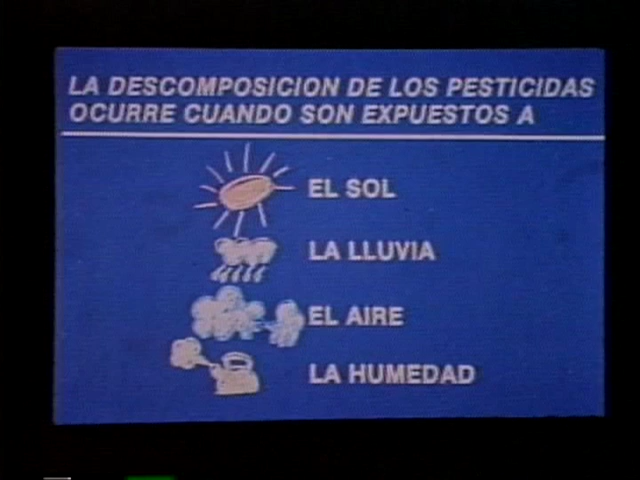 LA DESCOMPOSICION DE LOS PESTICIDAS
OCURRE CUANDO SON EXPUESTOS A
EL SOL
LA LLUVIA
EL AIRE
LA HUMEDAD